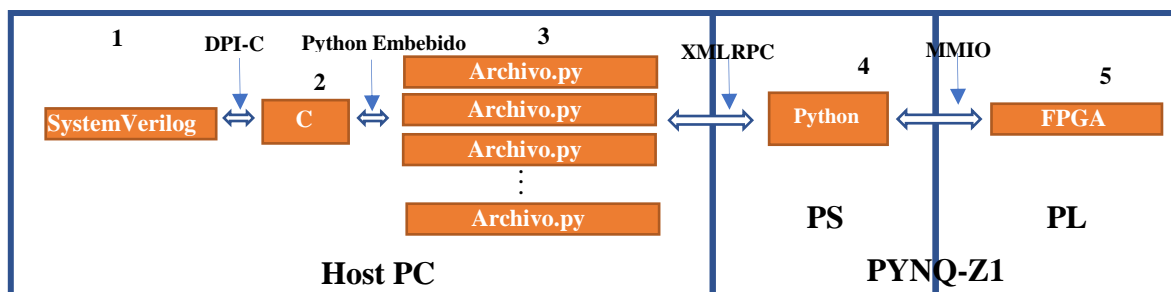 1
DPI-C
Python Embebido
3
XMLRPC
4
MMIO
5
2
SystemVerilog
C
Archivo.py
Archivo.py
Archivo.py
Archivo.py
Python
FPGA
Host PC
PS
PL
PYNQ-Z1